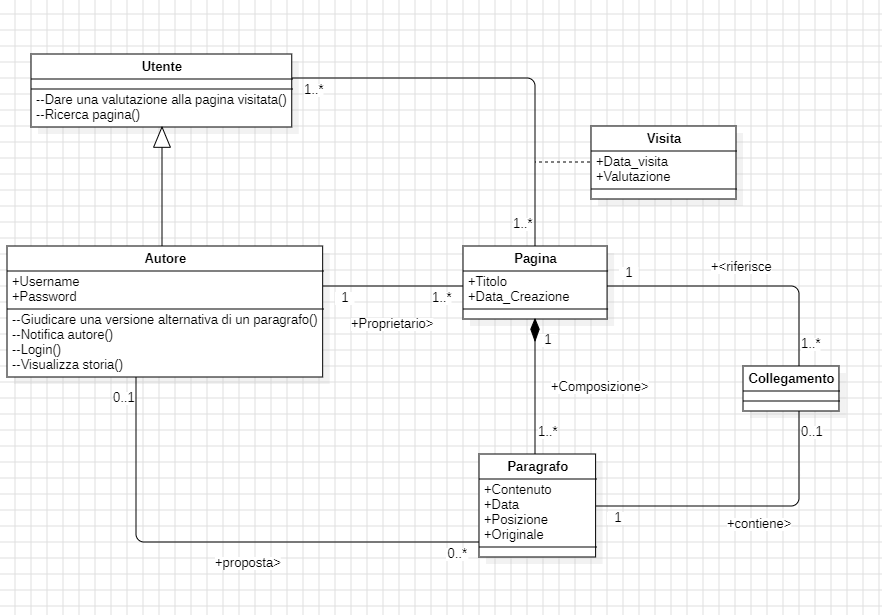 Utente
--Dare una valutazione alla pagina visitata()
--Ricerca pagina()
1..*
Visita
+Data_visita
+Valutazione
1..*
Autore
+Username
+Password
--Giudicare una versione alternativa di un paragrafo()
--Notifica autore()
--Login()
--Visualizza storia()
1
1..*
+Proprietario>
Pagina
+Titolo
+Data_Creazione
1
+<riferisce
1..*
Collegamento
0..1
1
+Composizione>
1..*
Paragrafo
+Contenuto
+Data
+Posizione
+Originale
1
+contiene>
0..1
0..*
+proposta>